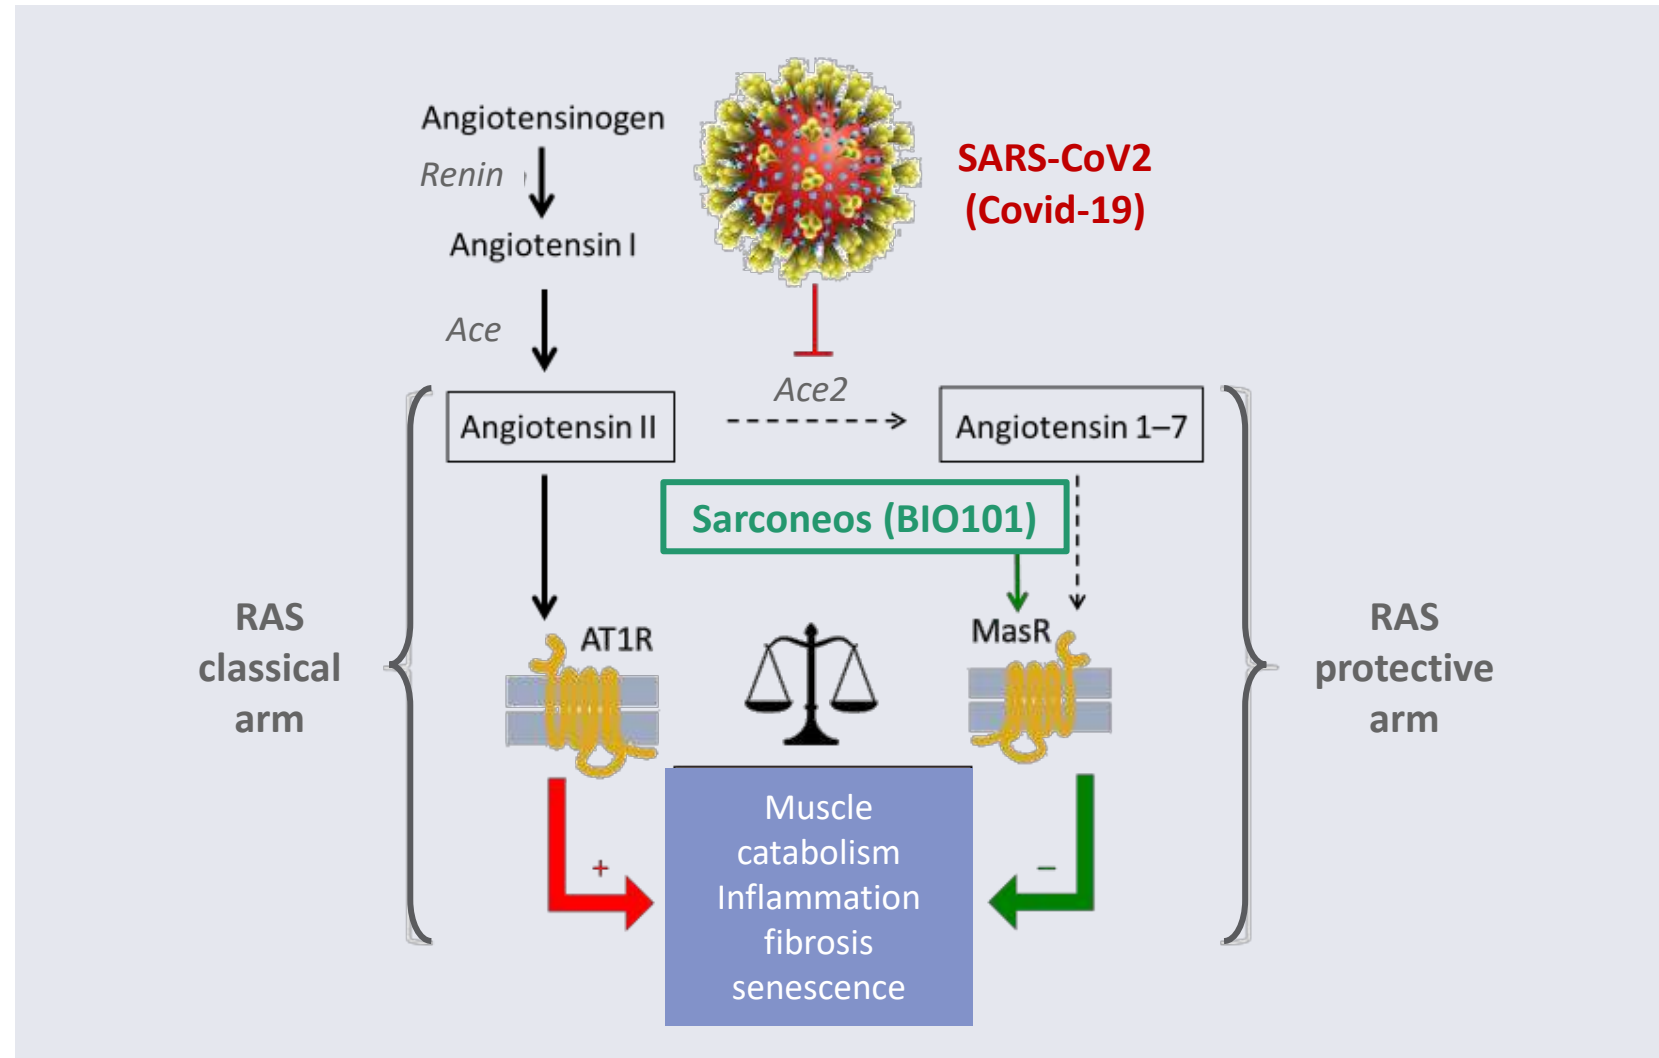 Angiotensinogen
Renin
Angiotensin I
Ace
SARS-CoV2
(Covid-19)
Ace2
Angiotensin II
Angiotensin 1–7
Sarconeos (BIO101)
RAS
classical
arm
AT1R
MasR
RAS
protective
arm
+
–
Muscle
catabolism
Inflammation
fibrosis
senescence